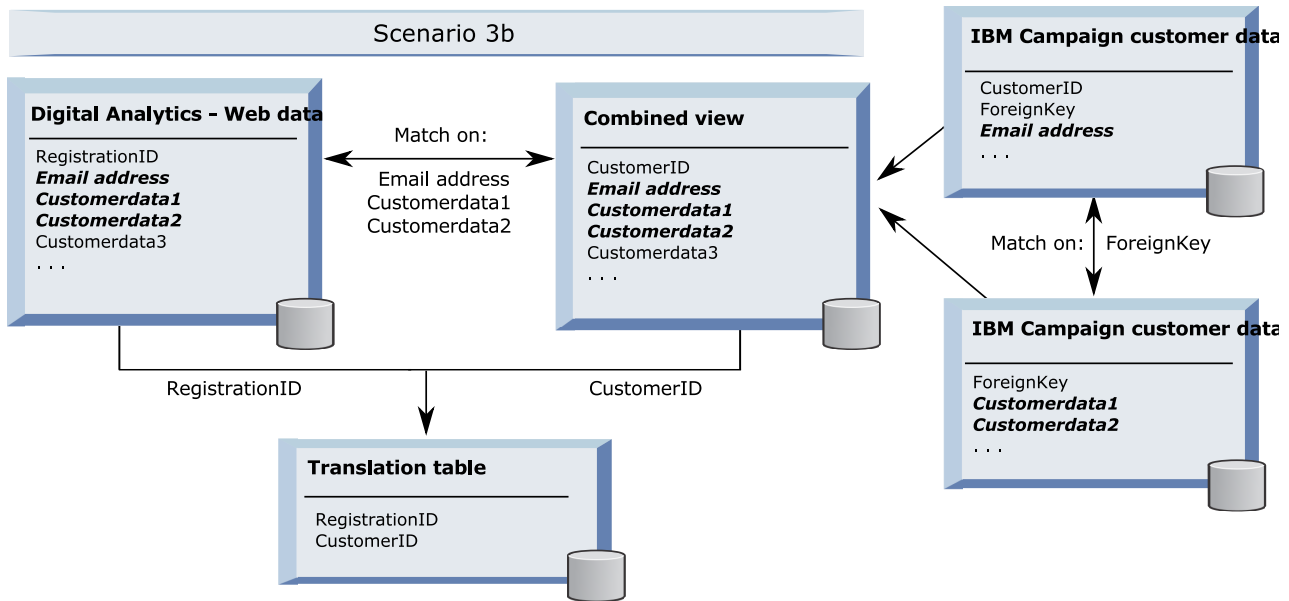 Scenario 3b
Digital Analytics - Web data
RegistrationID
Email address
Customerdata1
Customerdata2
Customerdata3
. . .
Match on:
Email address
Customerdata1
Customerdata2
Combined view
CustomerID
Email address
Customerdata1
Customerdata2
Customerdata3
. . .
IBM Campaign customer data
CustomerID
ForeignKey
Email address
. . .
Match on: ForeignKey
IBM Campaign customer data
ForeignKey
Customerdata1
Customerdata2
. . .
RegistrationID
CustomerID
Translation table
RegistrationID
CustomerID